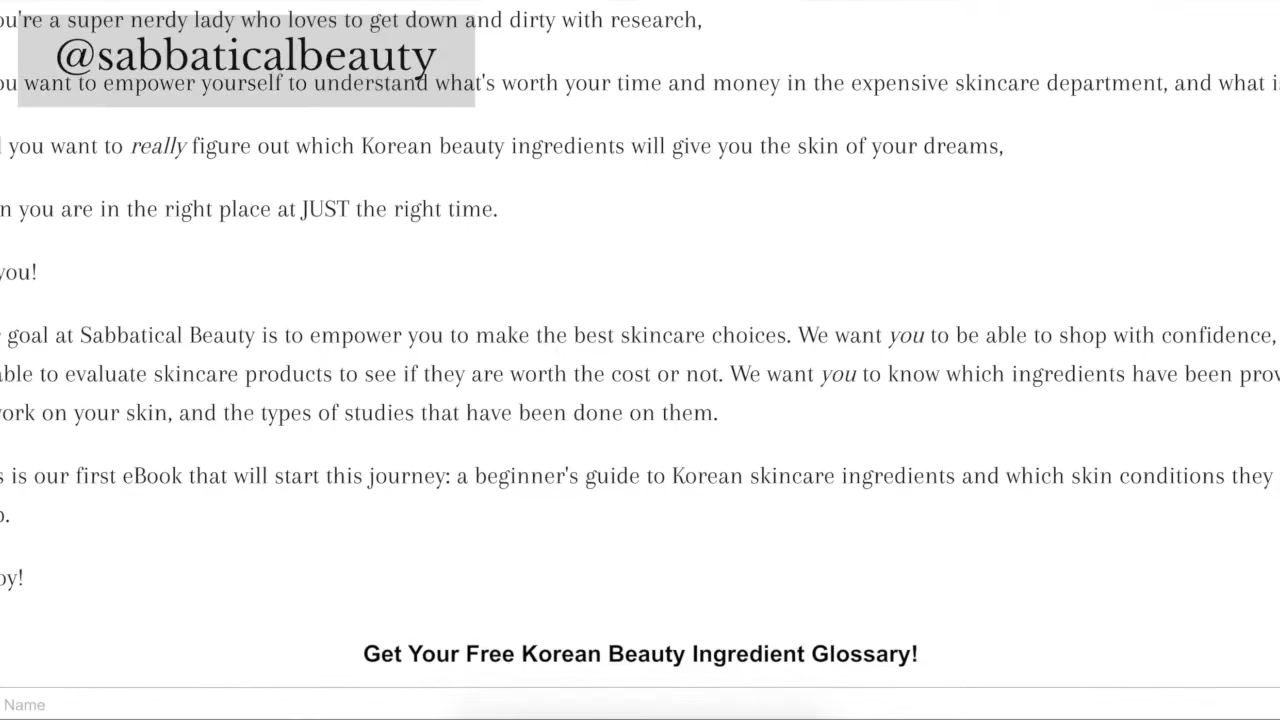 ou're a super nerdy lady who loves to get down and dirty with research,
@sabbaticalbeauty
ou want to empower yourself to understand what's worth your time and money in the expensive skincare department, and what i
you want to really figure out which Korean beauty ingredients will give you the skin of your dreams,
n you are in the right place at JUST the right time.
you!
goal at Sabbatical Beauty is to empower you to make the best skincare choices. We want you to be able to shop with confidence,
able to evaluate skincare products to see if they are worth the cost or not. We want you to know which ingredients have been prov
work on your skin, and the types of studies that have been done on them.
s is our first eBook that will start this journey: a beginner's guide to Korean skincare ingredients and which skin conditions they
p.
oy!
Get Your Free Korean Beauty Ingredient Glossary!
Name